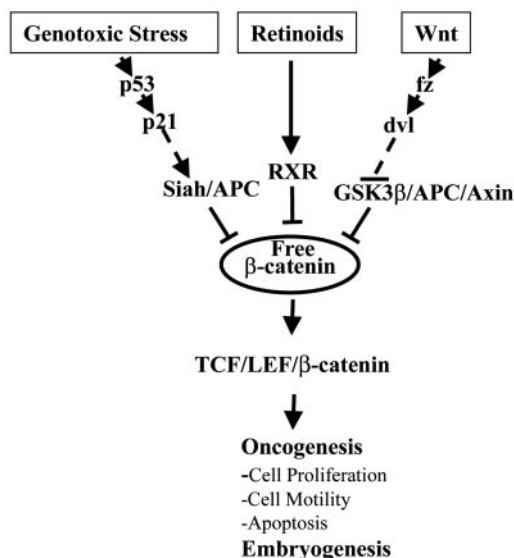 Genotoxic Stress
Retinoids
Wnt
p53
p21
fz
dvl
Siah/APC
RXR
GSK3β/APC/Axin
Free
β-catenin
TCF/LEF/β-catenin
Oncogenesis
-Cell Proliferation
-Cell Motility
-Apoptosis
Embryogenesis